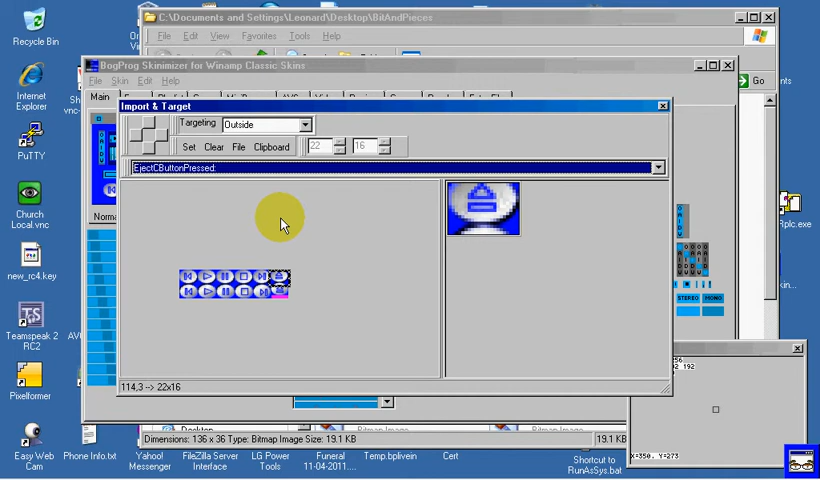 Recycle Bin
Internet
Explorer
PuTTY
Church
Local.vnc
new_rc4.key
Teamspeak 2
RC2
Pixelformer
Easy Web
Cam
Phone Info.txt
Yahoo!
Messenger
FileZilla Server
Interface
LG Power
Tools
Funeral
11-04-2011...
Temp.bplivein
Cert
Shortcut to
RunAsSys.bat
C:\Documents and Settings\Leonard\Desktop\BitAndPieces
File Edit View Favorites Tools Help
Go
BogProg Skinimizer for Winamp Classic Skins
File Skin Edit Help
Main
Import & Target
Targeting Outside
Set Clear File Clipboard 22 16
EjectCButtonPressed:
114,3 --> 22x16
STEREO MONO
Desktop
Bitmap Image
Dimensions: 136 x 36 Type: Bitmap Image Size: 19.1 KB
19.1 KB
X=350, Y=273